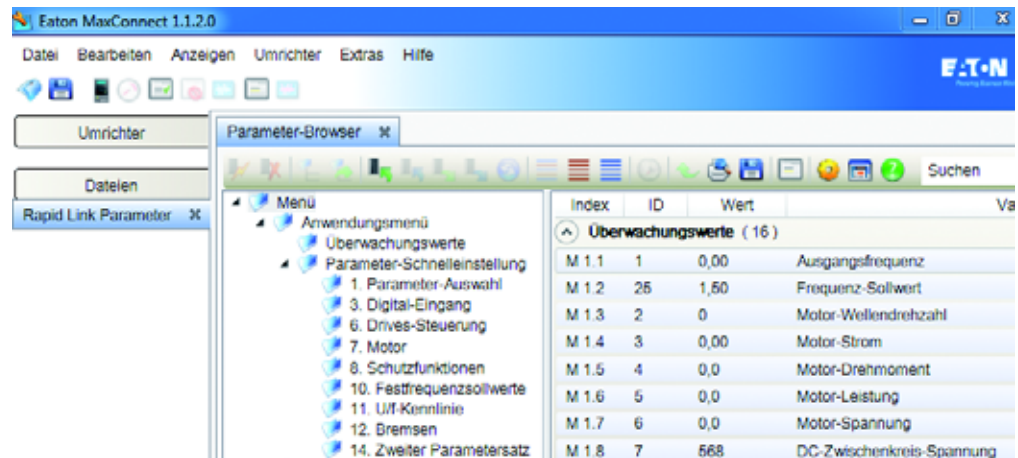 Eaton MaxConnect 1.1.2.0
Datei Bearbeiten Anzeigen Umrichter Extras Hilfe
E:T•N
Umrichter
Dateien
Rapid Link Parameter
Parameter-Browser
Suchen
Menü
Anwendungsmenü
Überwachungswerte
Parameter-Schnelleinstellung
1. Parameter-Auswahl
3. Digital-Eingang
6. Drives-Steuerung
7. Motor
8. Schutzfunktionen
10. Festfrequenzsollwerte
11. U/f-Kennlinie
12. Bremsen
14. Zweiter Parametersatz
Index ID Wert Va
Überwachungswerte (16)
M 1.1 1 0,00 Ausgangsfrequenz
M 1.2 25 1,50 Frequenz-Sollwert
M 1.3 2 0 Motor-Wellendrehzahl
M 1.4 3 0,00 Motor-Strom
M 1.5 4 0,0 Motor-Drehmoment
M 1.6 5 0,0 Motor-Leistung
M 1.7 6 0,0 Motor-Spannung
M 1.8 7 568 DC-Zwischenkreis-Spannung